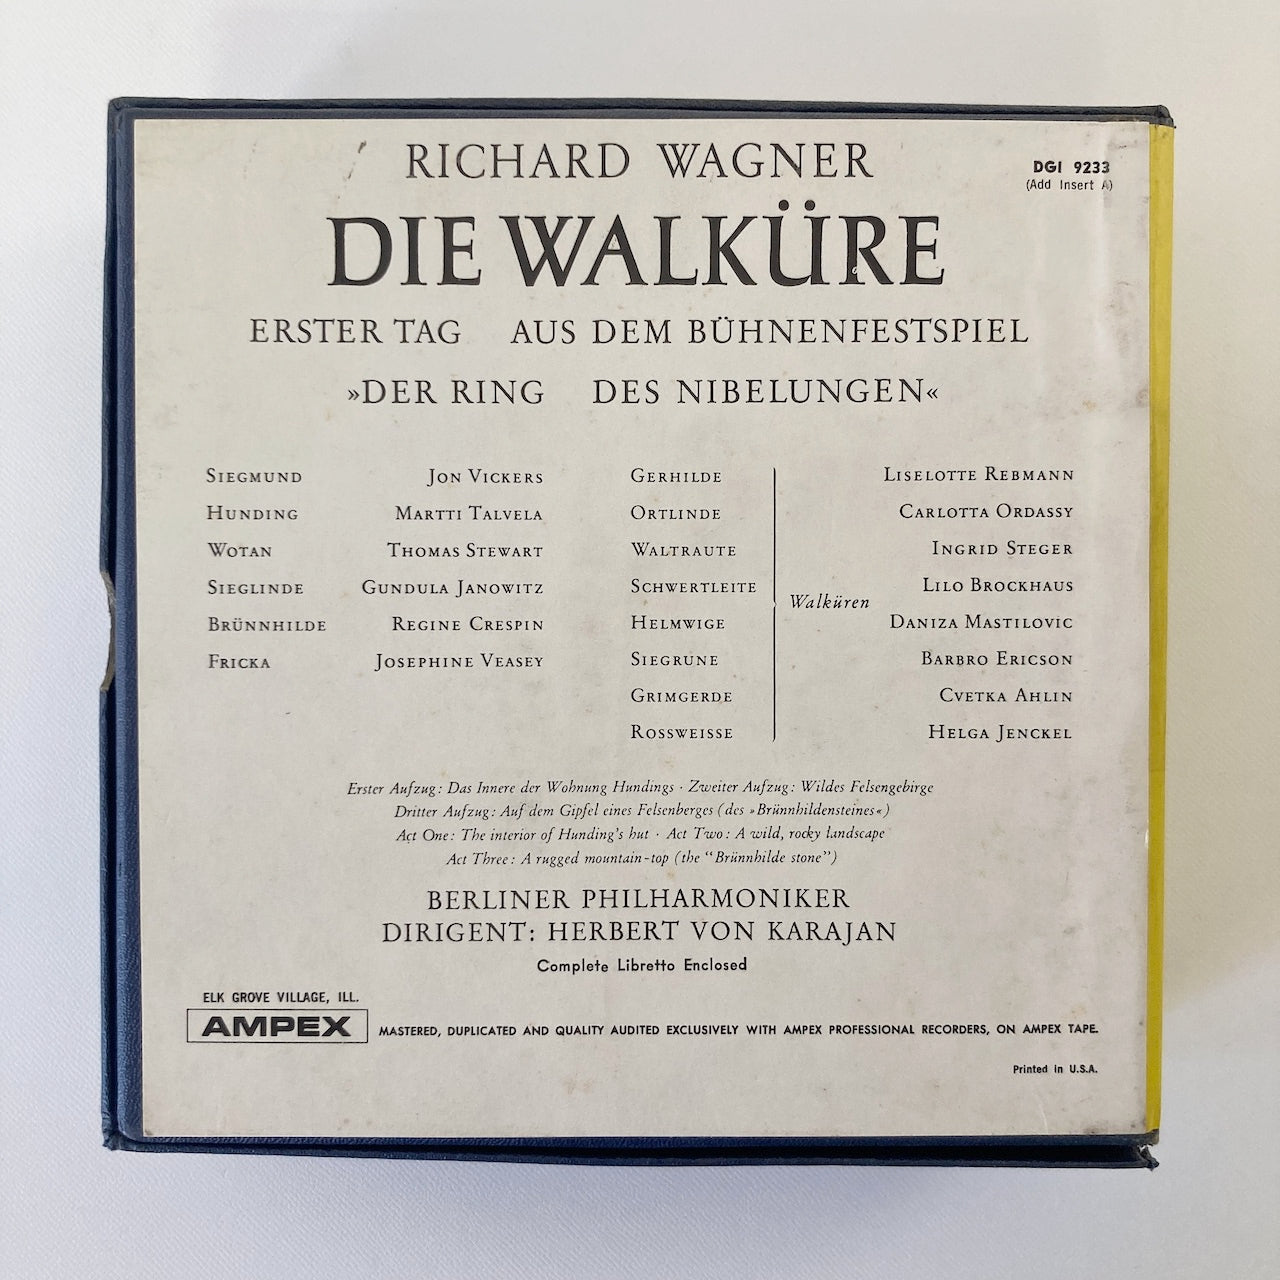 RICHARD WAGNER
DGI 9233
(Add Insert A)
DIE WALKÜRE
ERSTER TAG AUS DEM BÜHNENFESTSPIEL
»DER RING DES NIBELUNGEN«
SIEGMUND JON VICKERS
HUNDING MARTTI TALVELA
WOTAN THOMAS STEWART
SIEGLINDE GUNDULA JANOWITZ
BRÜNNHILDE REGINE CRESPIN
FRICKA JOSEPHINE VEASEY
GERHILDE LISELOTTE REBMANN
ORTLINDE CARLOTTA ORDASSY
WALTRAUTE INGRID STEGER
SCHWERTLEITE LILO BROCKHAUS
Walküren
HELMWIGE DANIZA MASTILOVIC
SIEGRUNE BARBRO ERICSON
GRIMGERDE CVETKA AHLIN
ROSSWEISSE HELGA JENCKEL
Erster Aufzug: Das Innere der Wohnung Hundings · Zweiter Aufzug: Wildes Felsengebirge
Dritter Aufzug: Auf dem Gipfel eines Felsenberges (des »Brünnhildensteines«)
Act One: The interior of Hunding's hut · Act Two: A wild, rocky landscape
Act Three: A rugged mountain-top (the “Brünnhilde stone”)
BERLINER PHILHARMONIKER
DIRIGENT: HERBERT VON KARAJAN
Complete Libretto Enclosed
ELK GROVE VILLAGE, ILL.
AMPEX MASTERED, DUPLICATED AND QUALITY AUDITED EXCLUSIVELY WITH AMPEX PROFESSIONAL RECORDERS, ON AMPEX TAPE.
Printed in U.S.A.